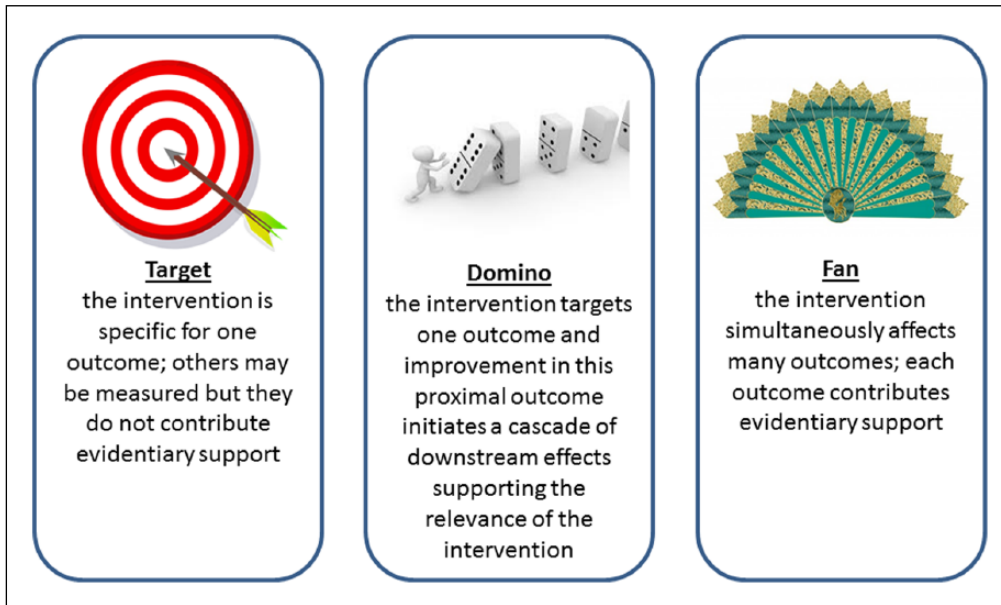 Target
the intervention is
specific for one
outcome; others may
be measured but they
do not contribute
evidentiary support
Domino
the intervention targets
one outcome and
improvement in this
proximal outcome
initiates a cascade of
downstream effects
supporting the
relevance of the
intervention
Fan
the intervention
simultaneously affects
many outcomes; each
outcome contributes
evidentiary support